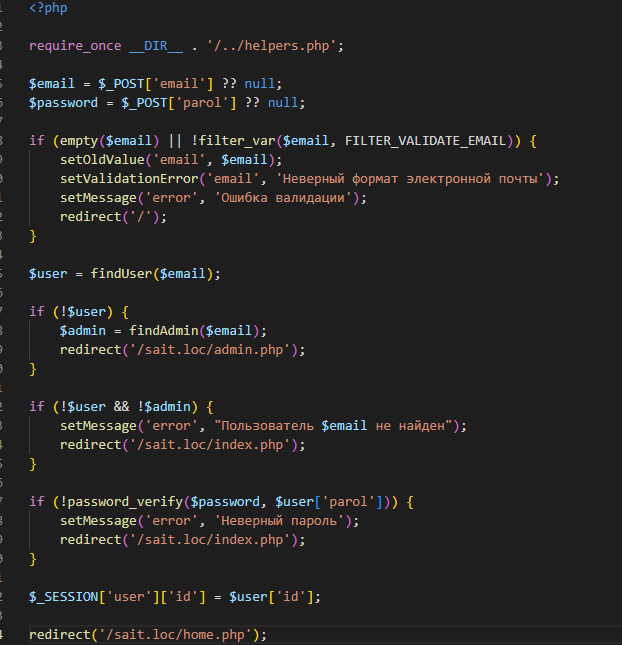 <?php
require_once __DIR__ . '/../helpers.php';
$email = $_POST['email'] ?? null;
$password = $_POST['parol'] ?? null;
if (empty($email) || !filter_var($email, FILTER_VALIDATE_EMAIL)) {
setOldValue('email', $email);
setValidationError('email', 'Неверный формат электронной почты');
setMessage('error', 'Ошибка валидации');
redirect('/');
}
$user = findUser($email);
if (!$user) {
$admin = findAdmin($email);
redirect('/sait.loc/admin.php');
}
if (!$user && !$admin) {
setMessage('error', "Пользователь $email не найден");
redirect('/sait.loc/index.php');
}
if (!password_verify($password, $user['parol'])) {
setMessage('error', 'Неверный пароль');
redirect('/sait.loc/index.php');
}
$_SESSION['user']['id'] = $user['id'];
redirect('/sait.loc/home.php');